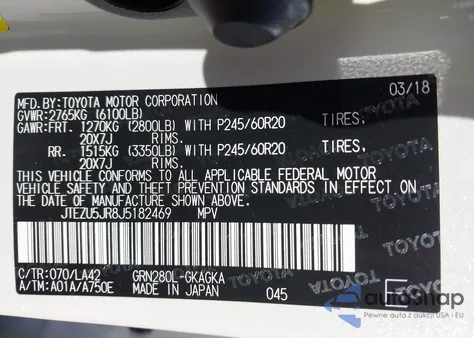 MFD.BY: TOYOTA MOTOR CORPORATION 03/18
GVWR: 2765KG (6100LB)
GAWR: FRT. 1270KG (2800LB) WITH P245/60R20 TIRES.
20X7J RIMS.
RR. 1515KG (3350LB) WITH P245/60R20 TIRES.
20X7J RIMS.
THIS VEHICLE CONFORMS TO ALL APPLICABLE FEDERAL MOTOR
VEHICLE SAFETY AND THEFT PREVENTION STANDARDS IN EFFECT
ON THE DATE OF MANUFACTURE SHOWN ABOVE.
JTEZU5JR8J5182469 MPV
C/TR: 070/LA42 GRN280L-GKAGKA
A/TM: A01A/A750E MADE IN JAPAN 045 E
TOYOTA
TOYOTA
TOYOTA
autosnap
Pewne auta z aukcji USA i EU